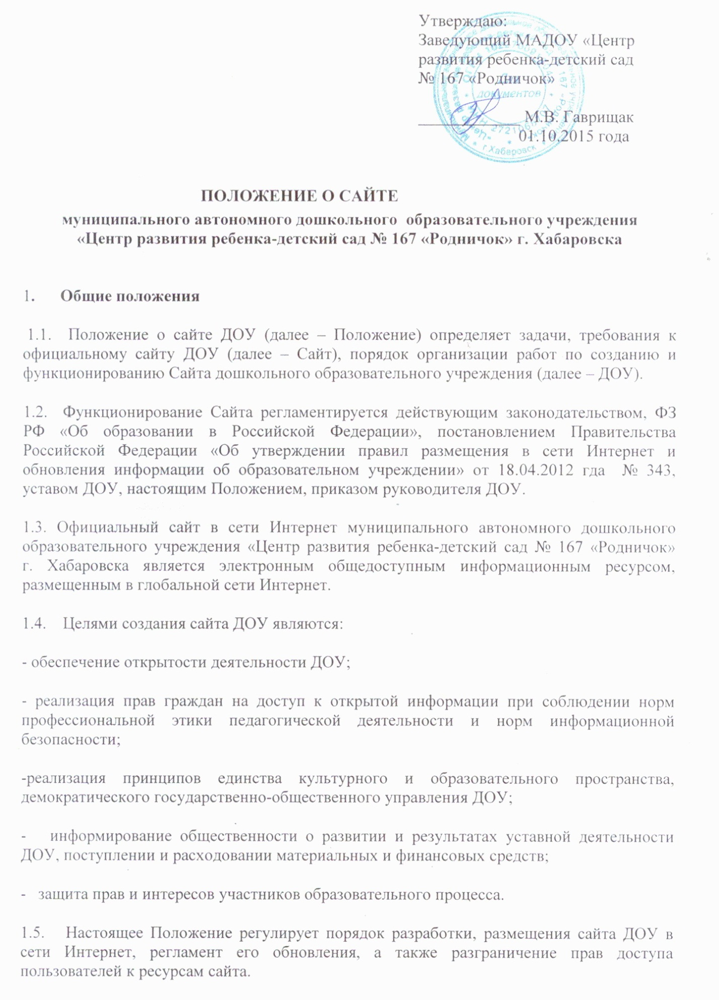 Утверждаю:
Заведующий МАДОУ «Центр
развития ребенка-детский сад
№ 167 «Родничок»
документов
М.В. Гаврищак
01.10.2015 года
г.Хабаровск
ПОЛОЖЕНИЕ О САЙТЕ
муниципального автономного дошкольного образовательного учреждения
«Центр развития ребенка-детский сад № 167 «Родничок» г. Хабаровска
1. Общие положения
1.1. Положение о сайте ДОУ (далее – Положение) определяет задачи, требования к
официальному сайту ДОУ (далее – Сайт), порядок организации работ по созданию и
функционированию Сайта дошкольного образовательного учреждения (далее – ДОУ).
1.2. Функционирование Сайта регламентируется действующим законодательством, ФЗ
РФ «Об образовании в Российской Федерации», постановлением Правительства
Российской Федерации «Об утверждении правил размещения в сети Интернет и
обновления информации об образовательном учреждении» от 18.04.2012 гда № 343,
уставом ДОУ, настоящим Положением, приказом руководителя ДОУ.
1.3. Официальный сайт в сети Интернет муниципального автономного дошкольного
образовательного учреждения «Центр развития ребенка-детский сад № 167 «Родничок»
г. Хабаровска является электронным общедоступным информационным ресурсом,
размещенным в глобальной сети Интернет.
1.4. Целями создания сайта ДОУ являются:
- обеспечение открытости деятельности ДОУ;
- реализация прав граждан на доступ к открытой информации при соблюдении норм
профессиональной этики педагогической деятельности и норм информационной
безопасности;
-реализация принципов единства культурного и образовательного пространства,
демократического государственно-общественного управления ДОУ;
- информирование общественности о развитии и результатах уставной деятельности
ДОУ, поступлении и расходовании материальных и финансовых средств;
- защита прав и интересов участников образовательного процесса.
1.5. Настоящее Положение регулирует порядок разработки, размещения сайта ДОУ в
сети Интернет, регламент его обновления, а также разграничение прав доступа
пользователей к ресурсам сайта.